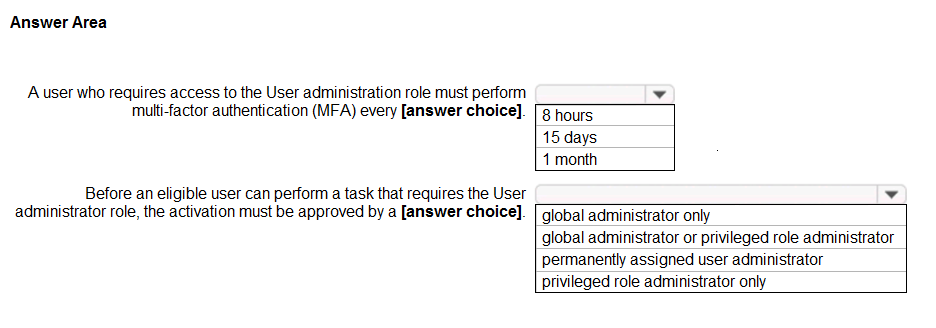 Answer Area
A user who requires access to the User administration role must perform
multi-factor authentication (MFA) every [answer choice].
8 hours
15 days
1 month
Before an eligible user can perform a task that requires the User
administrator role, the activation must be approved by a [answer choice].
global administrator only
global administrator or privileged role administrator
permanently assigned user administrator
privileged role administrator only